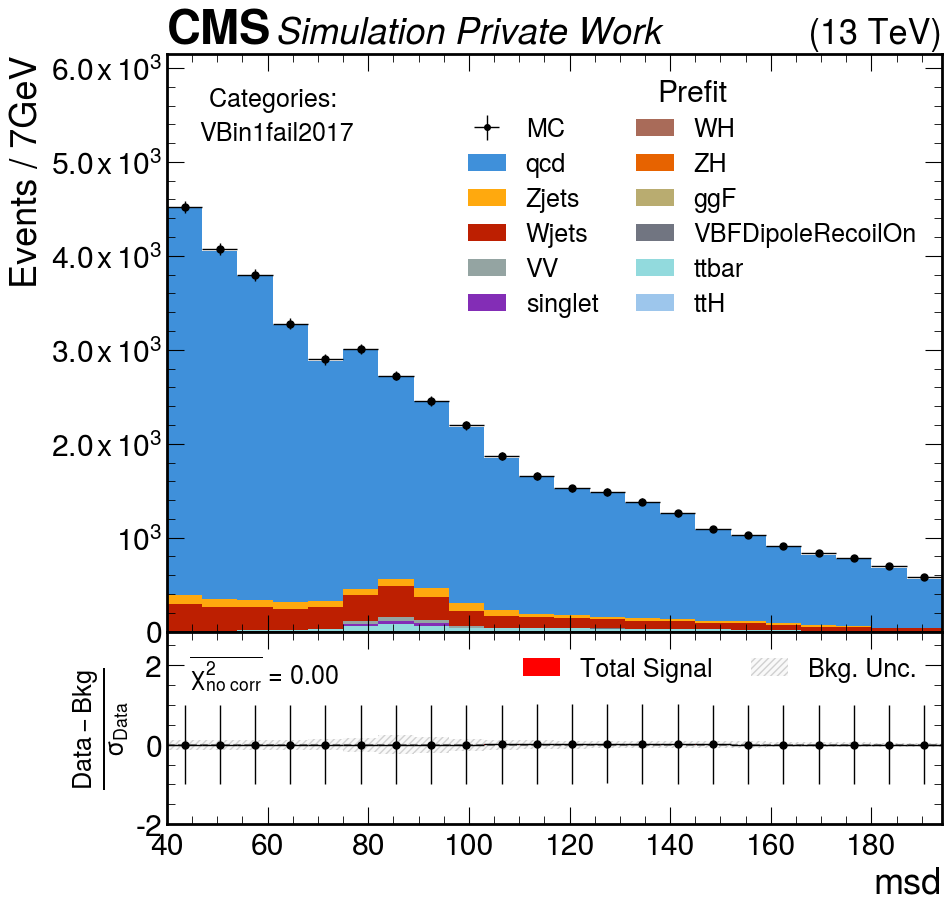 CMS Simulation Private Work (13 TeV)
Events / 7GeV
6.0 x 10³
5.0 x 10³
4.0 x 10³
3.0 x 10³
2.0 x 10³
10³
0
Categories:
VBin1fail2017
Prefit
MC
qcd
Zjets
Wjets
VV
singlet
WH
ZH
ggF
VBFDipoleRecoilOn
ttbar
ttH
Data – Bkg
σData
2
0
-2
χ²no corr = 0.00
Total Signal
Bkg. Unc.
40 60 80 100 120 140 160 180
msd